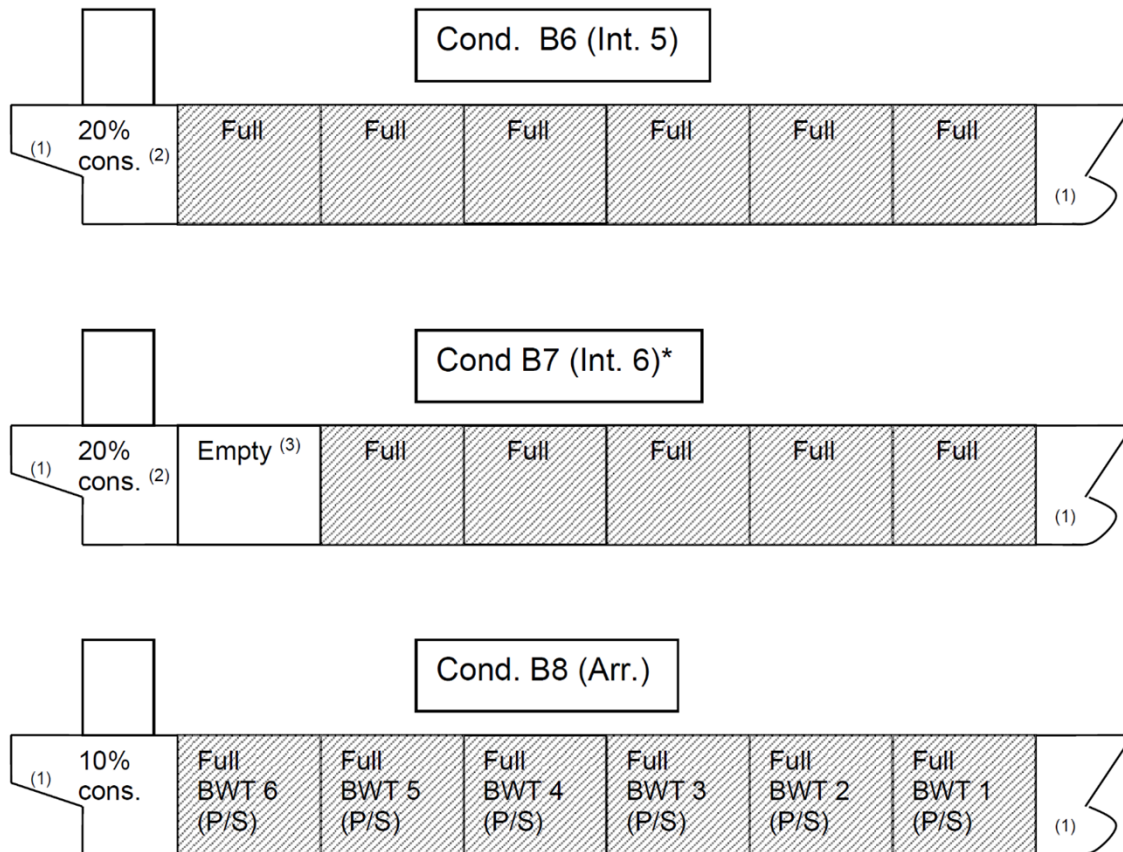 Cond. B6 (Int. 5)
(1)
20%
cons. (2)
Full
Full
Full
Full
Full
Full
(1)
Cond B7 (Int. 6)*
(1)
20%
cons. (2)
Empty (3)
Full
Full
Full
Full
Full
(1)
Cond. B8 (Arr.)
(1)
10%
cons.
Full
BWT 6
(P/S)
Full
BWT 5
(P/S)
Full
BWT 4
(P/S)
Full
BWT 3
(P/S)
Full
BWT 2
(P/S)
Full
BWT 1
(P/S)
(1)